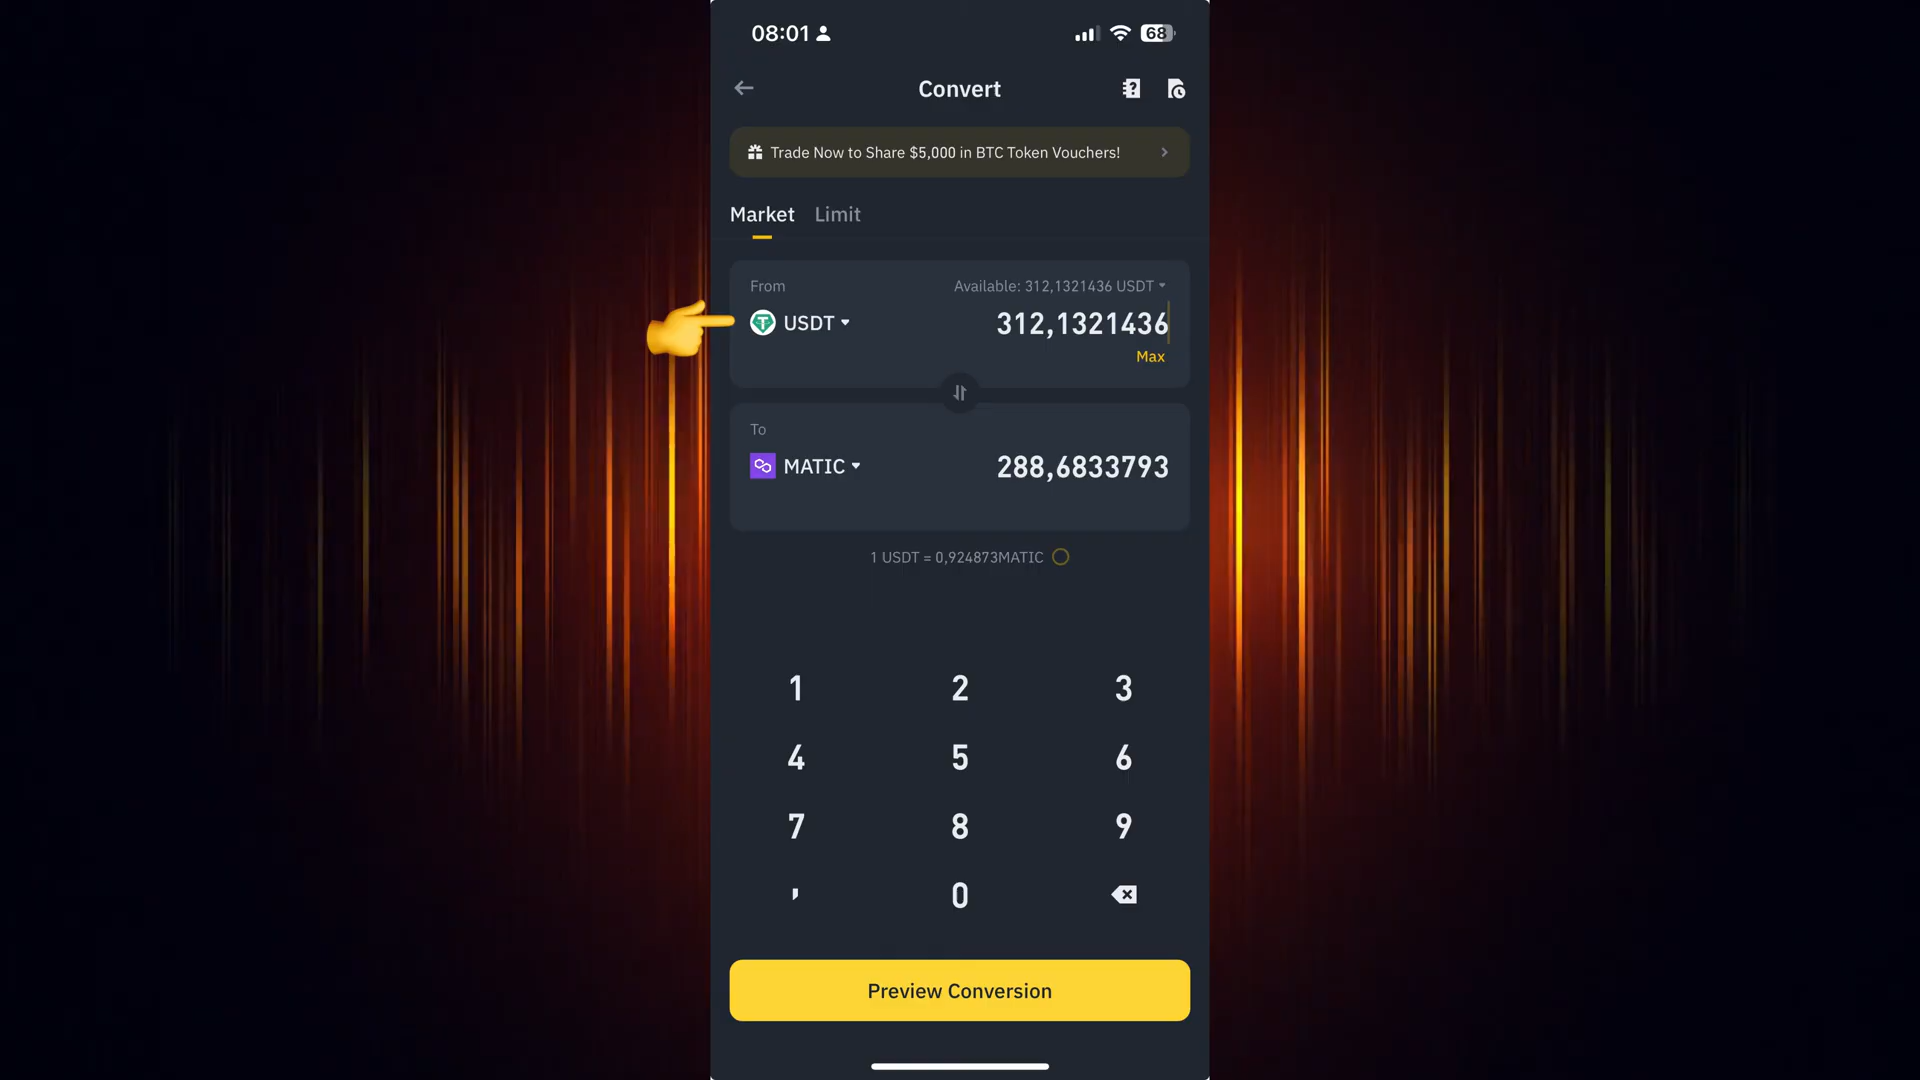 08:01
68
Convert
Trade Now to Share $5,000 in BTC Token Vouchers!
Market Limit
From Available: 312,1321436 USDT
USDT 312,1321436
Max
To
MATIC 288,6833793
1 USDT = 0,924873MATIC
1 2 3
4 5 6
7 8 9
, 0
Preview Conversion